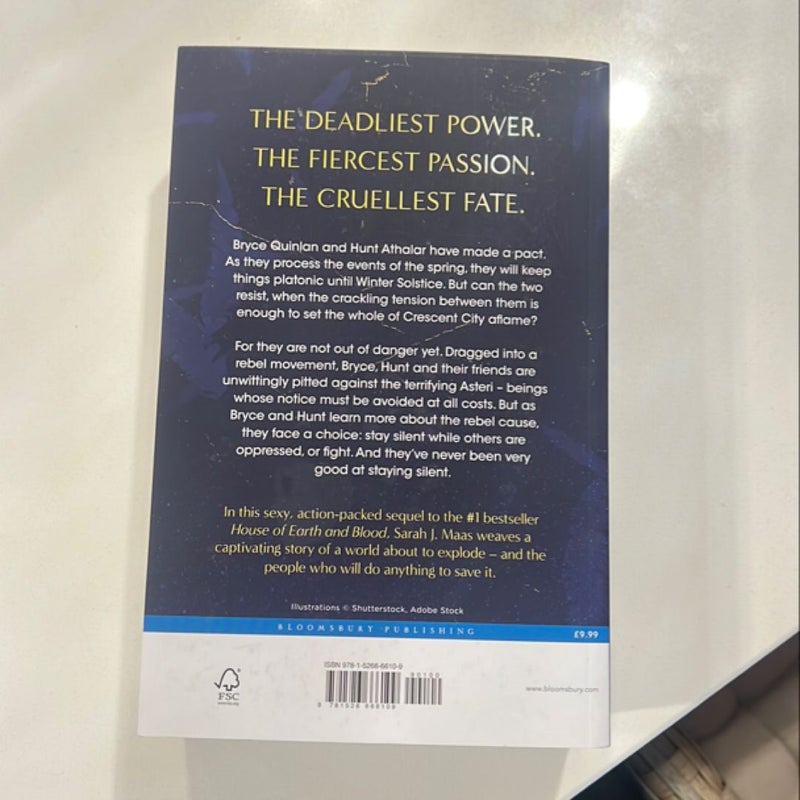 THE DEADLIEST POWER.
THE FIERCEST PASSION.
THE CRUELLEST FATE.
Bryce Quinlan and Hunt Athalar have made a pact.
As they process the events of the spring, they will keep
things platonic until Winter Solstice. But can the two
resist, when the crackling tension between them is
enough to set the whole of Crescent City aflame?
For they are not out of danger yet. Dragged into a
rebel movement, Bryce, Hunt and their friends are
unwittingly pitted against the terrifying Asteri – beings
whose notice must be avoided at all costs. But as
Bryce and Hunt learn more about the rebel cause,
they face a choice: stay silent while others are
oppressed, or fight. And they've never been very
good at staying silent.
In this sexy, action-packed sequel to the #1 bestseller
House of Earth and Blood, Sarah J. Maas weaves a
captivating story of a world about to explode – and the
people who will do anything to save it.
Illustrations © Shutterstock, Adobe Stock
BLOOMSBURY PUBLISHING
£9.99
ISBN 978-1-5266-6610-9
90100
9 781526 666109
FSC
www.bloomsbury.com